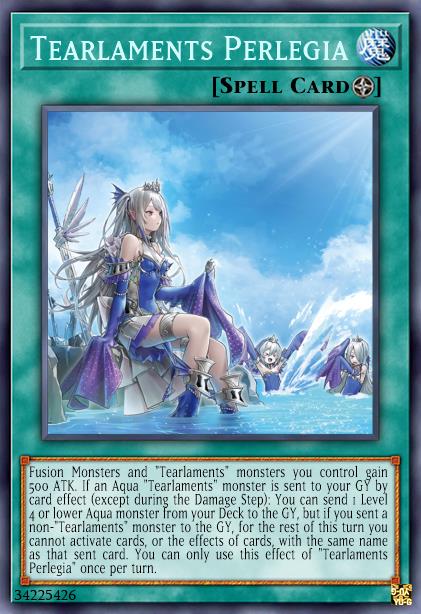 Tearlaments Perlegia
[Spell Card]
Fusion Monsters and "Tearlaments" monsters you control gain
500 ATK. If an Aqua "Tearlaments" monster is sent to your GY by
card effect (except during the Damage Step): You can send 1 Level
4 or lower Aqua monster from your Deck to the GY, but if you sent a
non-"Tearlaments" monster to the GY, for the rest of this turn you
cannot activate cards, or the effects of cards, with the same name
as that sent card. You can only use this effect of "Tearlaments
Perlegia" once per turn.
34225426